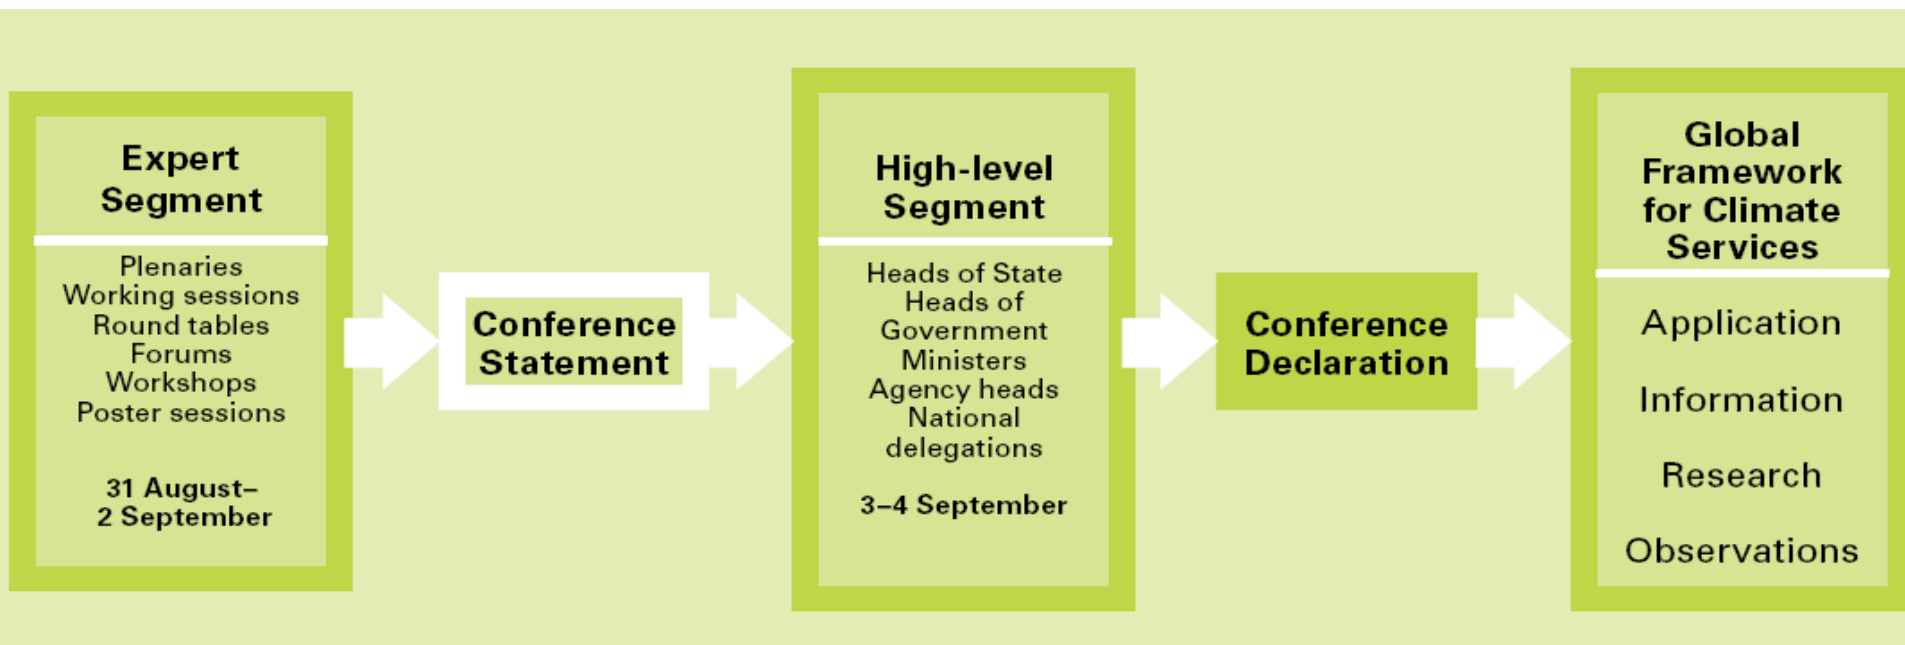 Expert
Segment
Plenaries
Working sessions
Round tables
Forums
Workshops
Poster sessions
31 August–
2 September
Conference
Statement
High-level
Segment
Heads of State
Heads of
Government
Ministers
Agency heads
National
delegations
3–4 September
Conference
Declaration
Global
Framework
for Climate
Services
Application
Information
Research
Observations